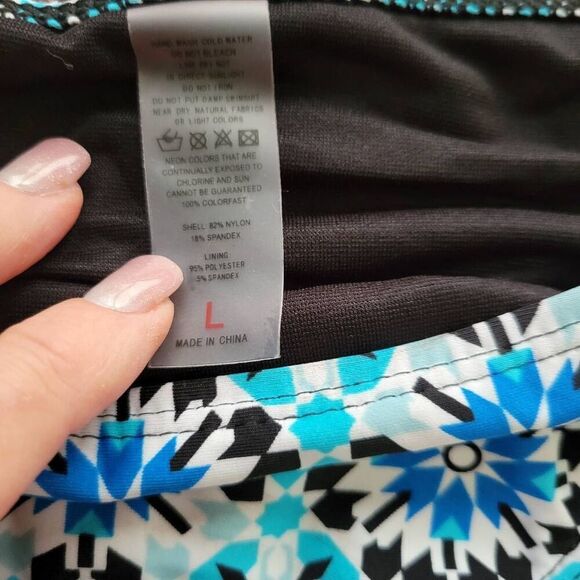 HAND WASH COLD WATER
DO NOT BLEACH
LINE DRY NOT
IN DIRECT SUNLIGHT
DO NOT IRON
DO NOT PUT DAMP SWIMSUIT
NEAR DRY NATURAL FABRICS
OR LIGHT COLORS
NEON COLORS THAT ARE
CONTINUALLY EXPOSED TO
CHLORINE AND SUN
CANNOT BE GUARANTEED
100% COLORFAST
SHELL: 82% NYLON
18% SPANDEX
LINING
95% POLYESTER
5% SPANDEX
L
MADE IN CHINA